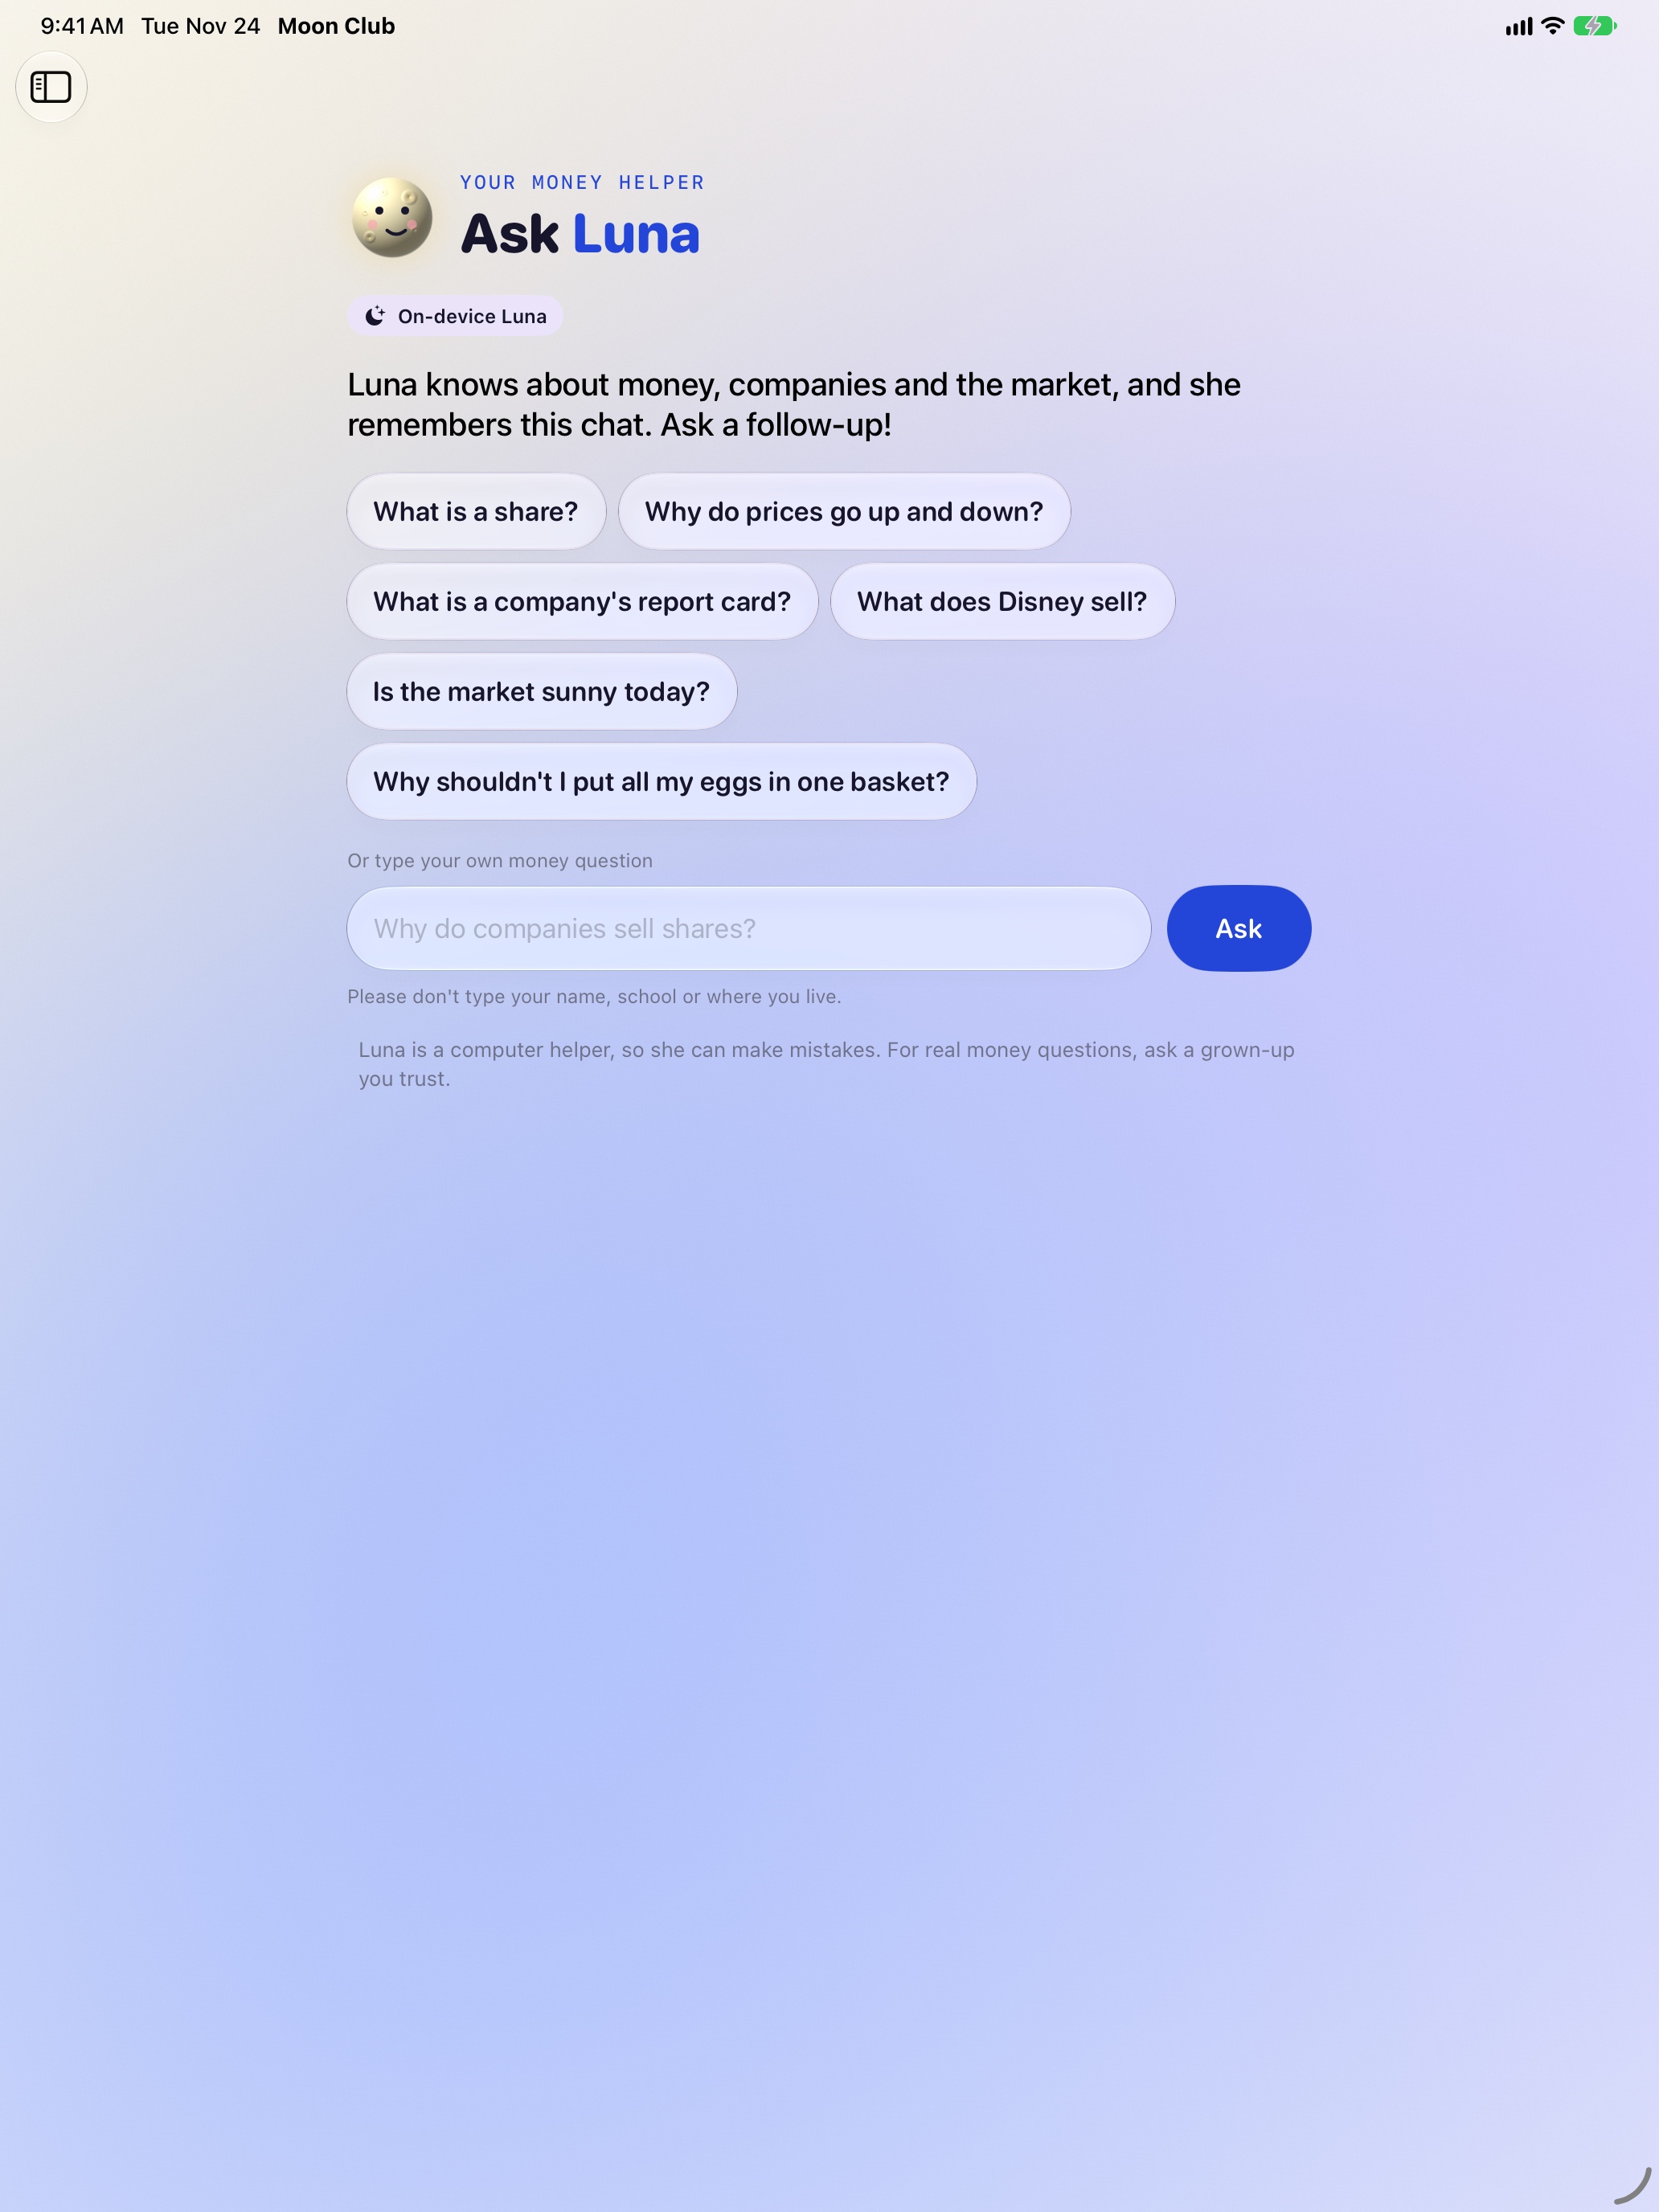 9:41 AM Tue Nov 24 Moon Club
YOUR MONEY HELPER
Ask Luna
On-device Luna
Luna knows about money, companies and the market, and she
remembers this chat. Ask a follow-up!
What is a share?
Why do prices go up and down?
What is a company's report card?
What does Disney sell?
Is the market sunny today?
Why shouldn't I put all my eggs in one basket?
Or type your own money question
Why do companies sell shares?
Ask
Please don't type your name, school or where you live.
Luna is a computer helper, so she can make mistakes. For real money questions, ask a grown-up
you trust.